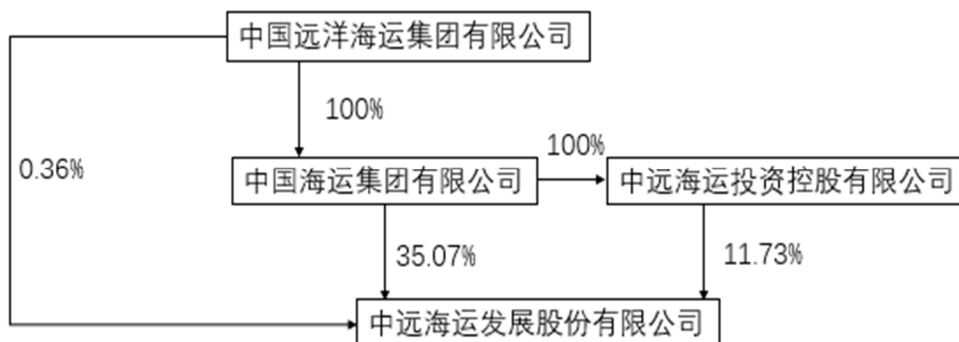 中国远洋海运集团有限公司
100%
0.36%
100%
中国海运集团有限公司
中远海运投资控股有限公司
35.07%
11.73%
中远海运发展股份有限公司